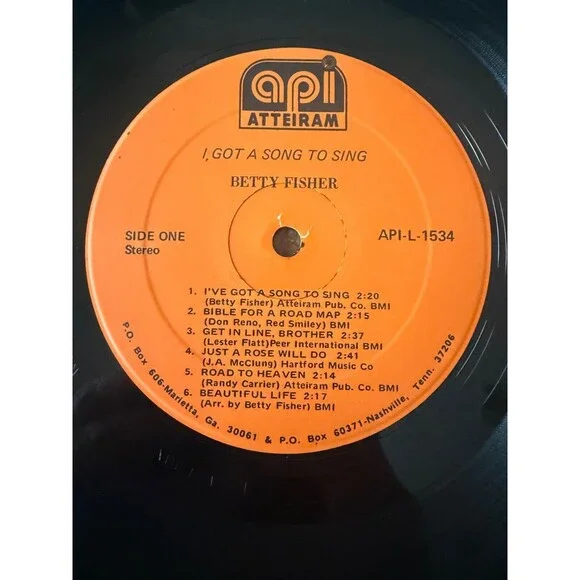 api
ATTEIRAM
I GOT A SONG TO SING
BETTY FISHER
SIDE ONE
Stereo
API-L-1534
1. I'VE GOT A SONG TO SING 2:20
(Betty Fisher) Atteiram Pub. Co. BMI
2. BIBLE FOR A ROAD MAP 2:15
(Don Reno, Red Smiley) BMI
3. GET IN LINE, BROTHER 2:37
(Lester Flatt)Peer International BMI
4. JUST A ROSE WILL DO 2:41
(J.A. McClung) Hartford Music Co
5. ROAD TO HEAVEN 2:14
(Randy Carrier) Atteiram Pub. Co. BMI
6. BEAUTIFUL LIFE 2:17
(Arr. by Betty Fisher) BMI
P.O. Box 606-Marietta, Ga. 30061 & P.O. Box 60371-Nashville, Tenn. 37206